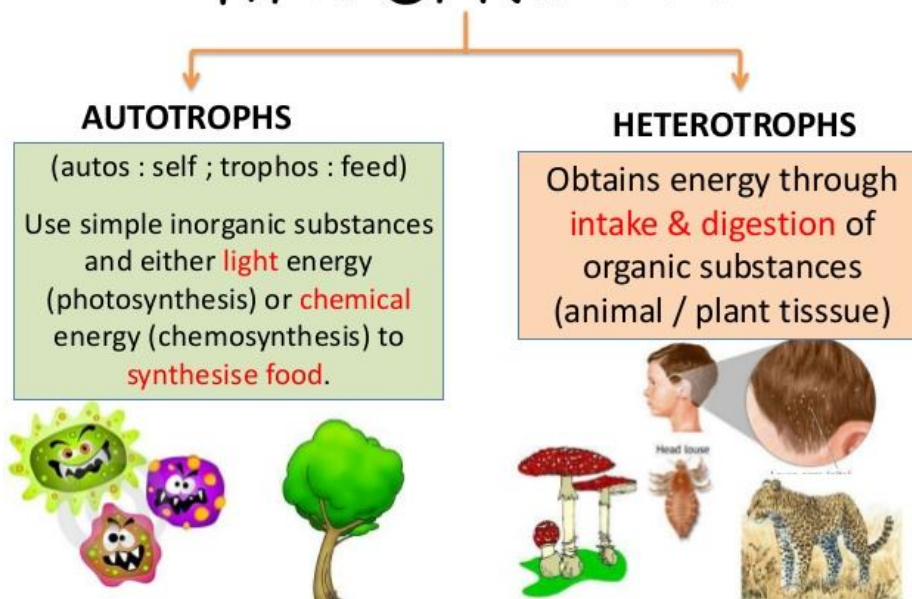 AUTOTROPHS
(autos : self ; trophos : feed)
Use simple inorganic substances
and either light energy
(photosynthesis) or chemical
energy (chemosynthesis) to
synthesise food.
HETEROTROPHS
Obtains energy through
intake & digestion of
organic substances
(animal / plant tisssue)
Head louse